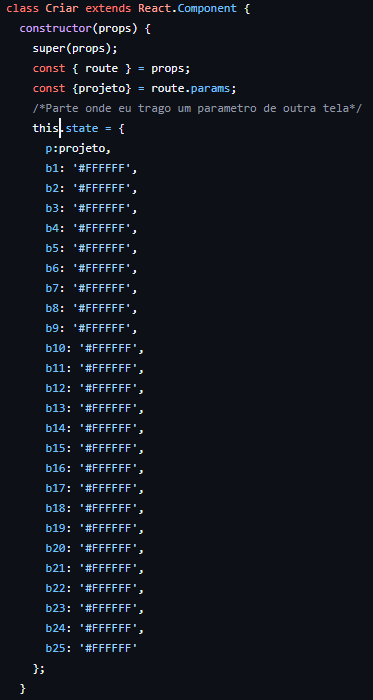 class Criar extends React.Component {
constructor(props) {
super(props);
const { route } = props;
const {projeto} = route.params;
/*Parte onde eu trago um parametro de outra tela*/
this.state = {
p:projeto,
b1: '#FFFFFF',
b2: '#FFFFFF',
b3: '#FFFFFF',
b4: '#FFFFFF',
b5: '#FFFFFF',
b6: '#FFFFFF',
b7: '#FFFFFF',
b8: '#FFFFFF',
b9: '#FFFFFF',
b10: '#FFFFFF',
b11: '#FFFFFF',
b12: '#FFFFFF',
b13: '#FFFFFF',
b14: '#FFFFFF',
b15: '#FFFFFF',
b16: '#FFFFFF',
b17: '#FFFFFF',
b18: '#FFFFFF',
b19: '#FFFFFF',
b20: '#FFFFFF',
b21: '#FFFFFF',
b22: '#FFFFFF',
b23: '#FFFFFF',
b24: '#FFFFFF',
b25: '#FFFFFF'
};
}